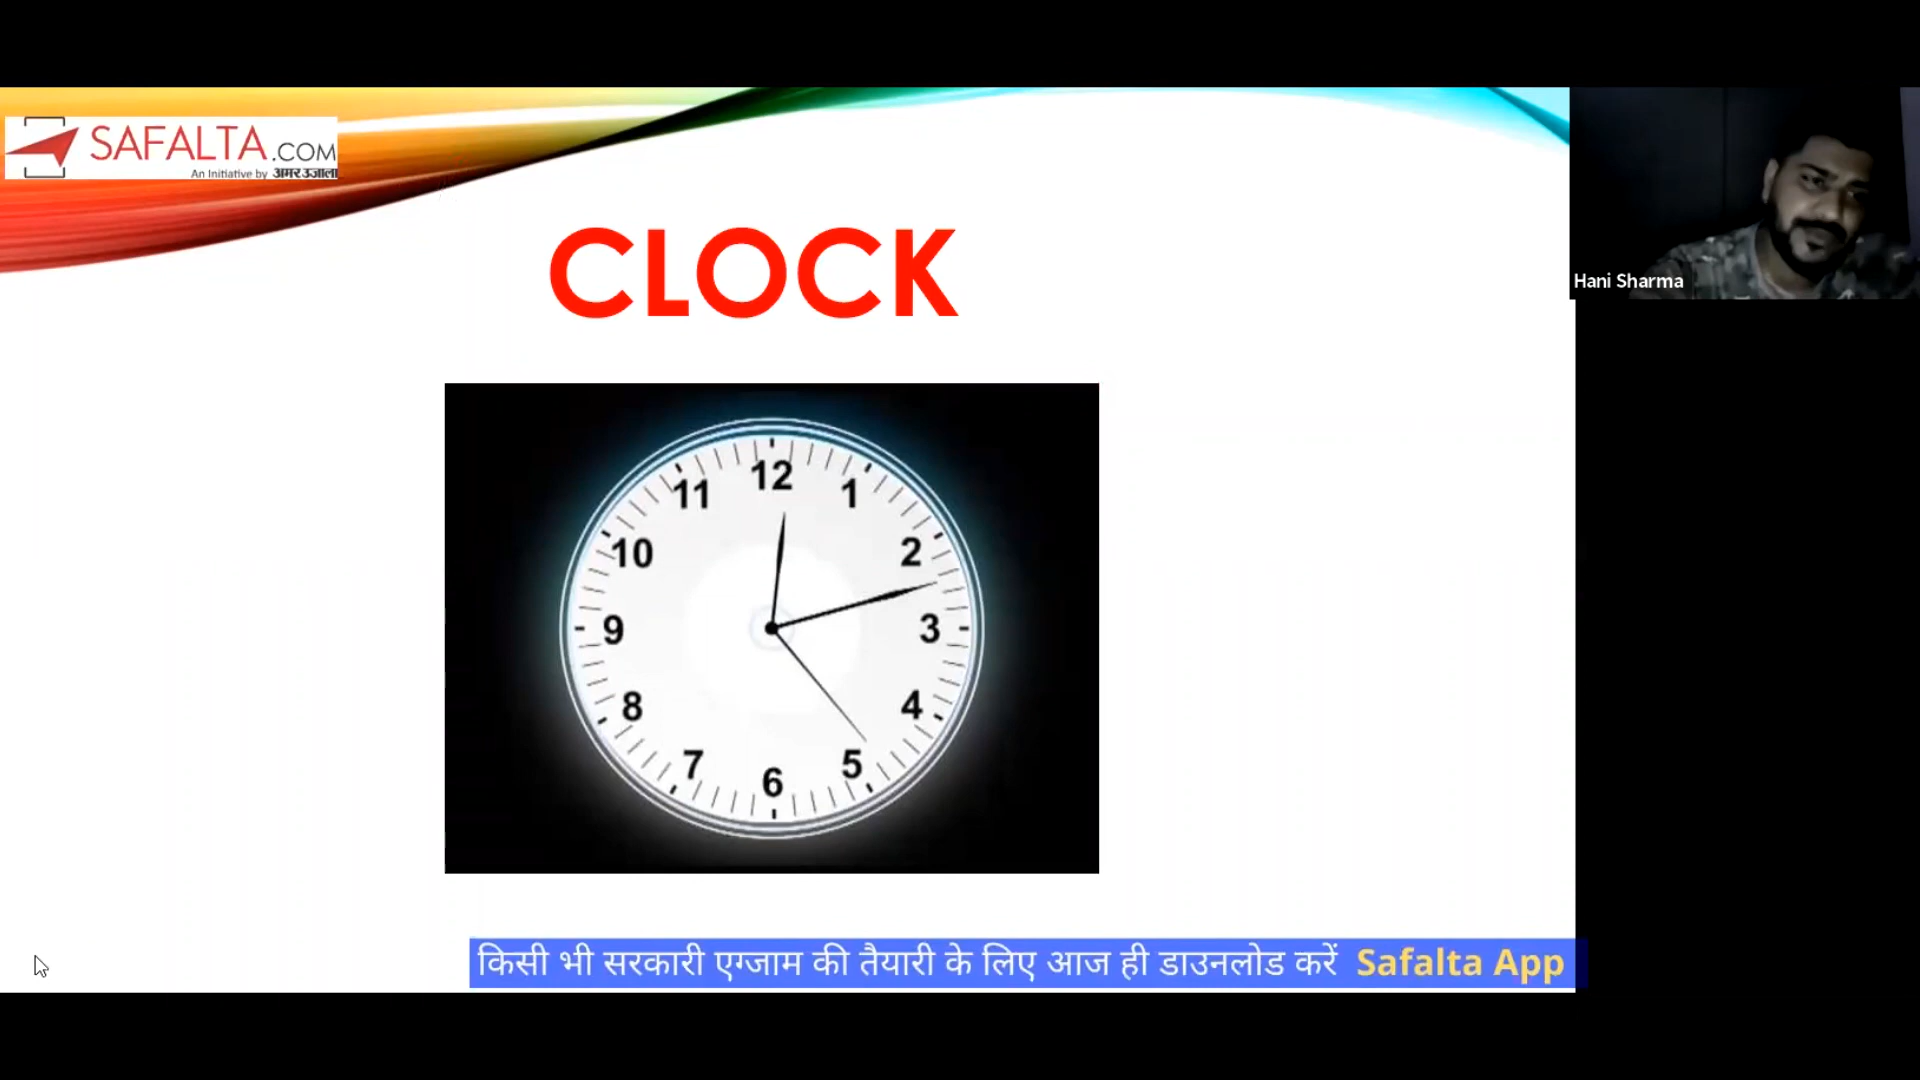 SAFALTA.COM
An Initiative by अमर उजाला
CLOCK
Hani Sharma
12
11
1
10
2
9
3
8
4
7
5
6
किसी भी सरकारी एग्जाम की तैयारी के लिए आज ही डाउनलोड करें Safalta App